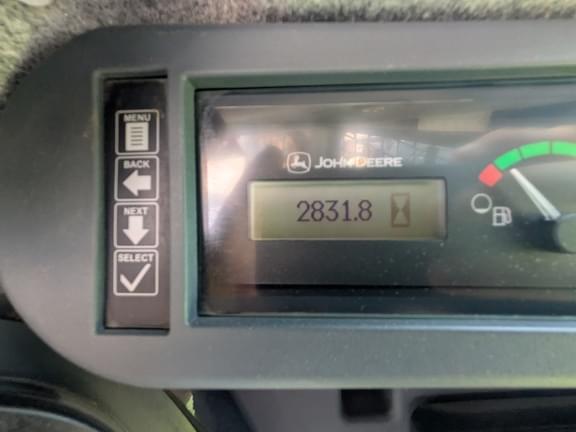 MENU
BACK
NEXT
SELECT
JOHN DEERE
2831.8